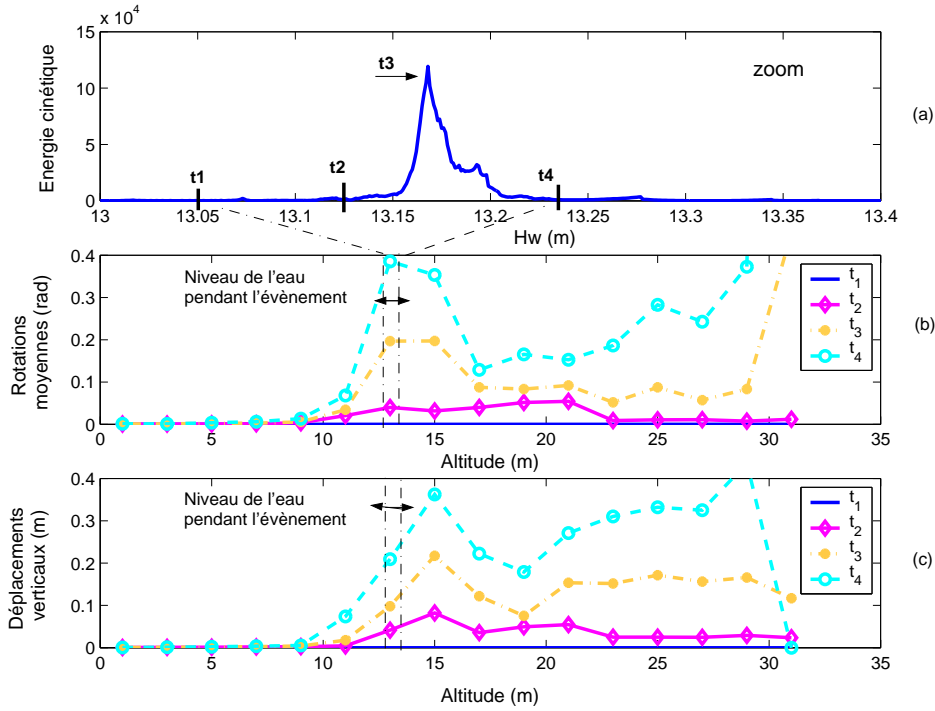 x 10⁴
15
10
5
0
Energie cinétique
t3
zoom
(a)
t1
t2
t4
13
13.05
13.1
13.15
13.2
13.25
13.3
13.35
13.4
Hw (m)
0.4
0.3
0.2
0.1
0
Rotations
moyennes (rad)
Niveau de l'eau
pendant l'évènement
t₁
t₂
t₃
t₄
(b)
0
5
10
15
20
25
30
35
Altitude (m)
0.4
0.3
0.2
0.1
0
Déplacements
verticaux (m)
Niveau de l'eau
pendant l'évènement
t₁
t₂
t₃
t₄
(c)
0
5
10
15
20
25
30
35
Altitude (m)